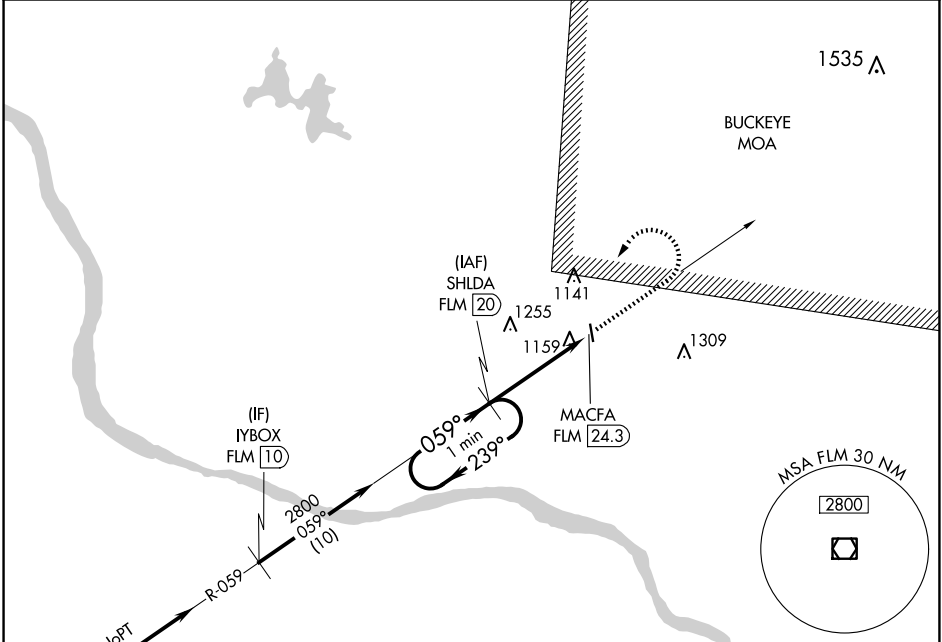 1535
BUCKEYE
MOA
(IAF)
SHLDA
FLM 20
1141
1255
1159
1309
MACFA
FLM 24.3
059°
1 min
239°
(IF)
IYBOX
FLM 10
2800
059°
(10)
R-059
NoPT
MSA FLM 30 NM
2800